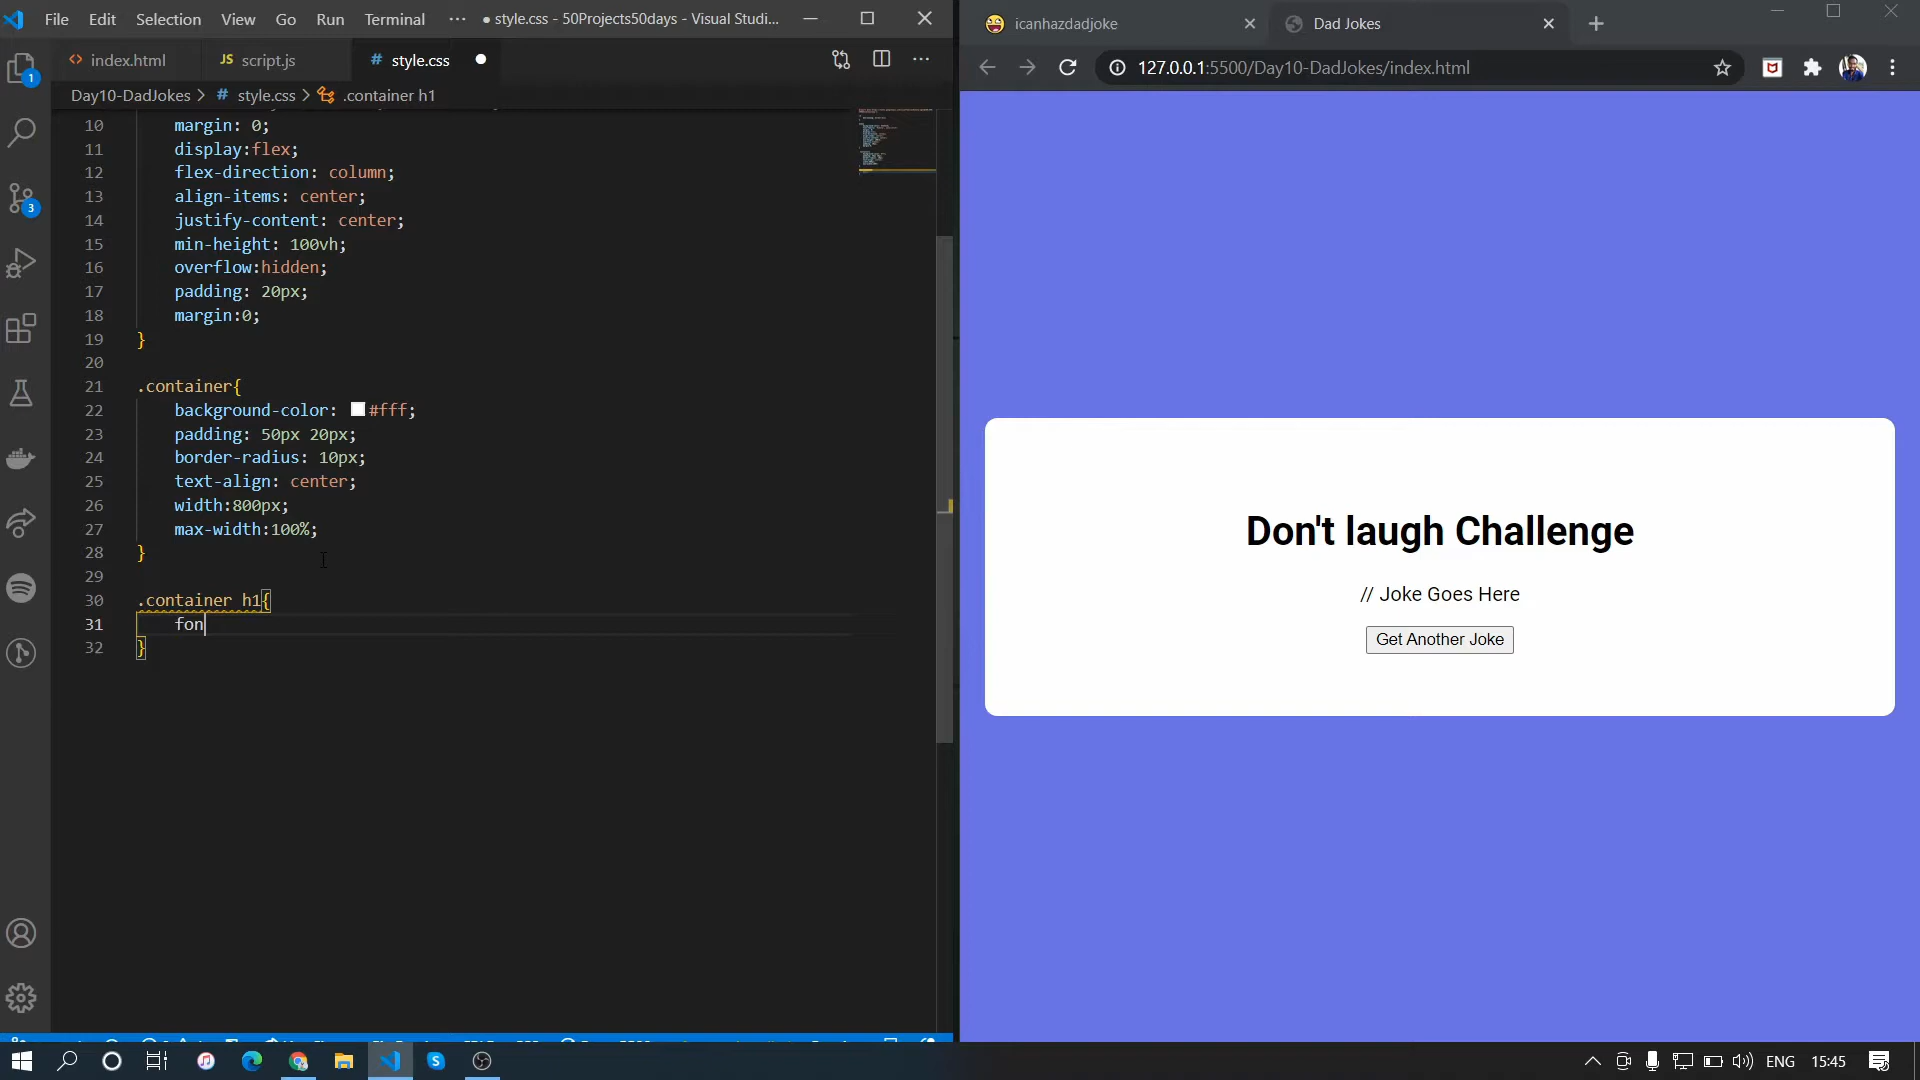 File Edit Selection View Go Run Terminal ··· ● style.css - 50Projects50days - Visual Studi...
index.html JS script.js # style.css
Day10-DadJokes > # style.css > .container h1
10 margin: 0;
11 display:flex;
12 flex-direction: column;
13 align-items: center;
14 justify-content: center;
15 min-height: 100vh;
16 overflow:hidden;
17 padding: 20px;
18 margin:0;
19 }
20
21 .container{
22 background-color: #fff;
23 padding: 50px 20px;
24 border-radius: 10px;
25 text-align: center;
26 width:800px;
27 max-width:100%;
28 }
29
30 .container h1{
31 fon
32 }
1
3
icanhazdadjoke Dad Jokes
127.0.0.1:5500/Day10-DadJokes/index.html
Don't laugh Challenge
// Joke Goes Here
Get Another Joke
ENG 15:45